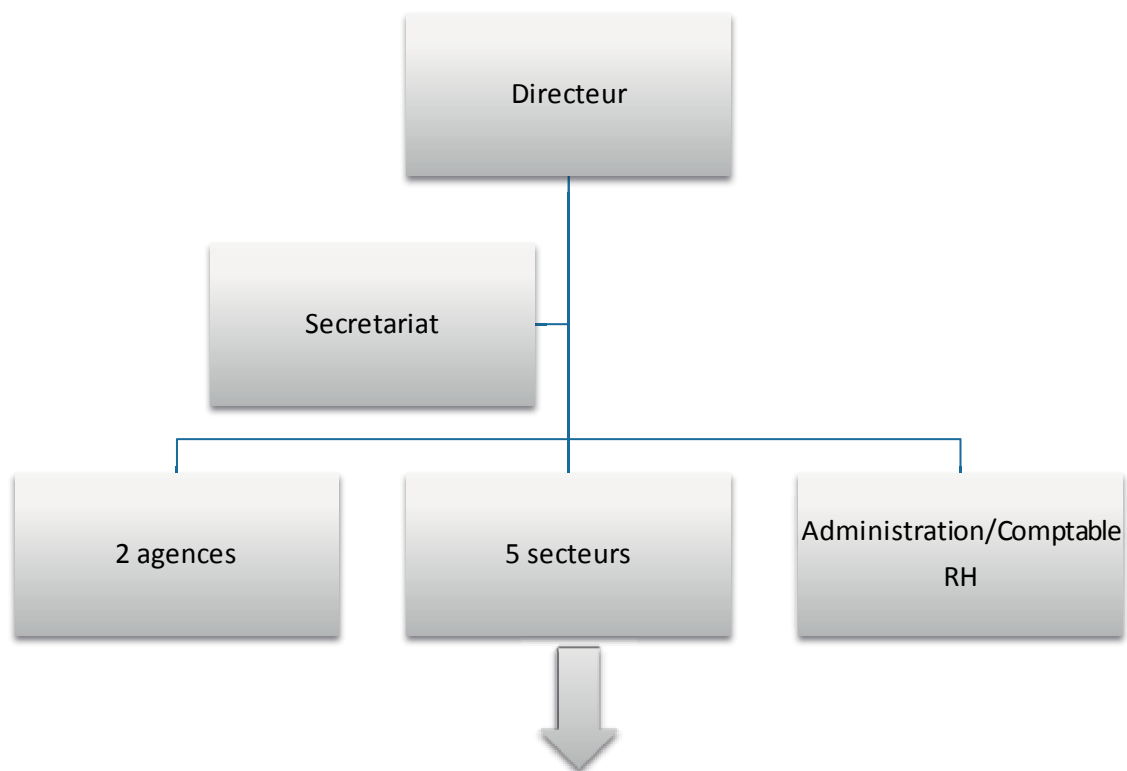 Directeur
Secretariat
2 agences
5 secteurs
Administration/Comptable
RH